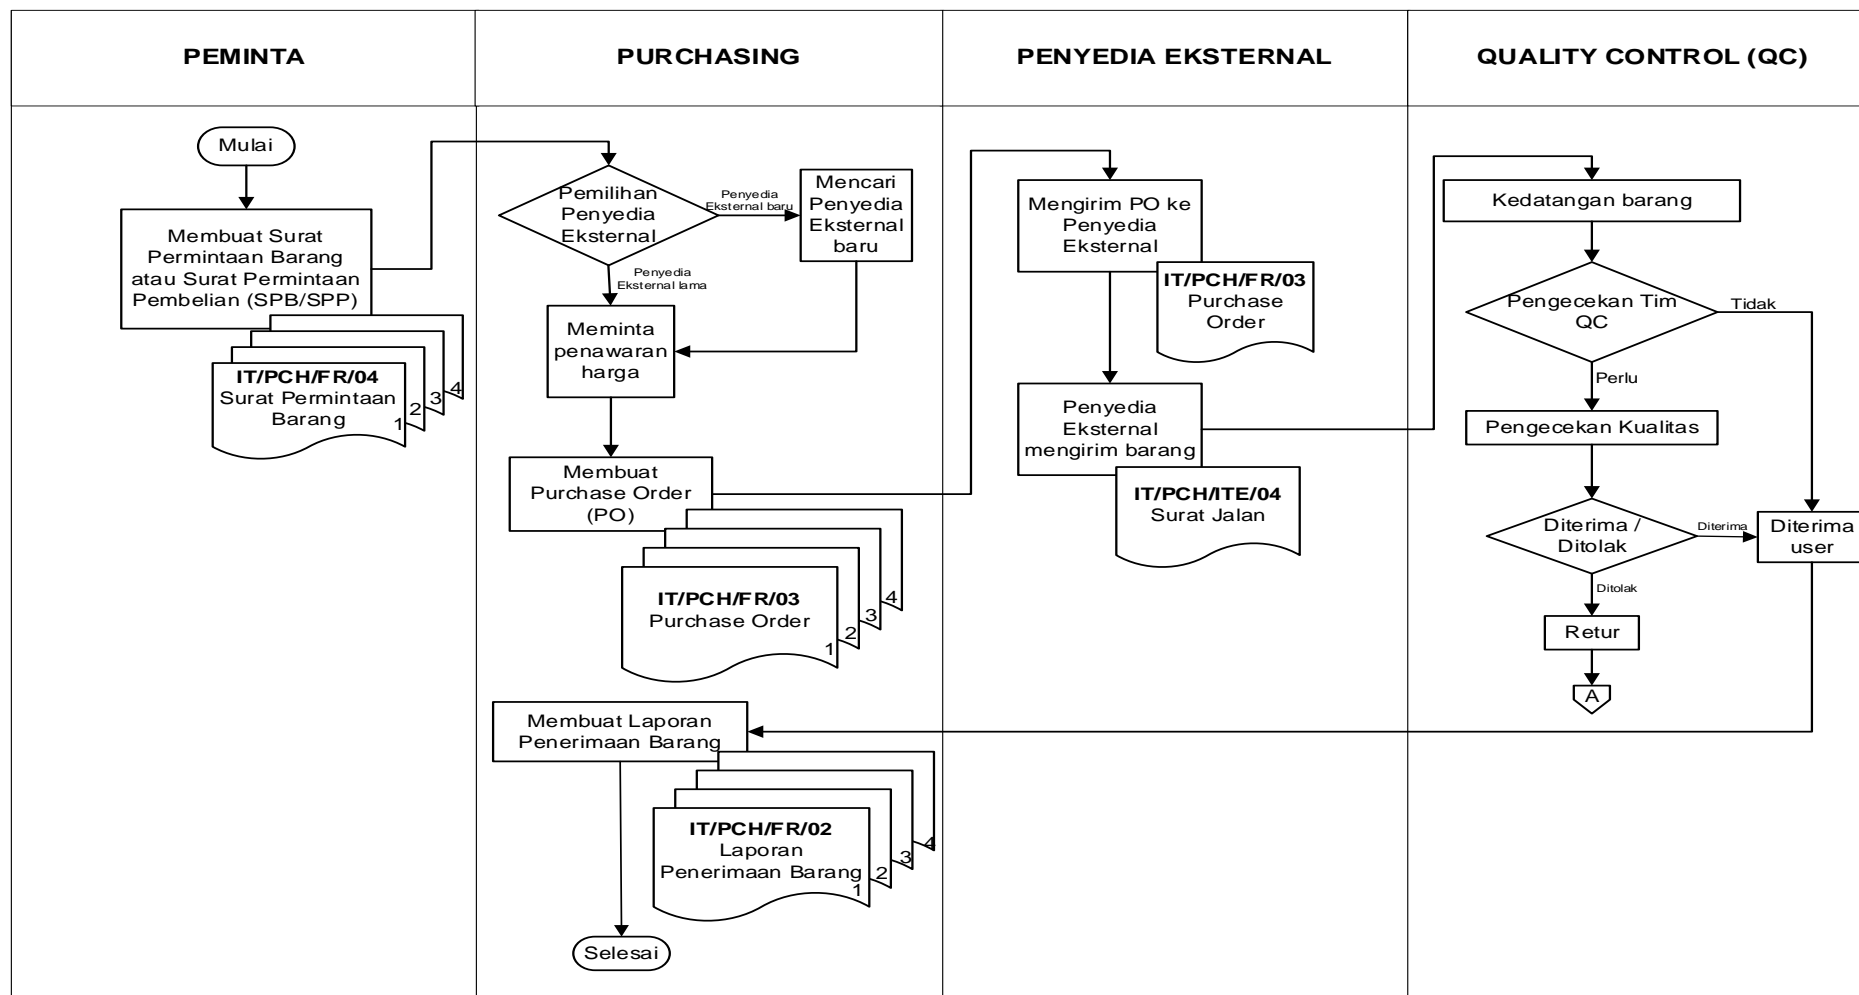 PEMINTA
PURCHASING
PENYEDIA EKSTERNAL
QUALITY CONTROL (QC)
Mulai
Membuat Surat
Permintaan Barang
atau Surat Permintaan
Pembelian (SPB/SPP)
IT/PCH/FR/04
Surat Permintaan
Barang
1
2
3
4
Pemilihan
Penyedia
Eksternal
Penyedia
Eksternal baru
Mencari
Penyedia
Eksternal
baru
Penyedia
Eksternal lama
Meminta
penawaran
harga
Membuat
Purchase Order
(PO)
IT/PCH/FR/03
Purchase Order
1
2
3
4
Membuat Laporan
Penerimaan Barang
IT/PCH/FR/02
Laporan
Penerimaan Barang
1
2
3
4
Selesai
Mengirim PO ke
Penyedia
Eksternal
IT/PCH/FR/03
Purchase
Order
Penyedia
Eksternal
mengirim barang
IT/PCH/ITE/04
Surat Jalan
Kedatangan barang
Pengecekan Tim
QC
Tidak
Perlu
Pengecekan Kualitas
Diterima /
Ditolak
Diterima
Diterima
user
Ditolak
Retur
A